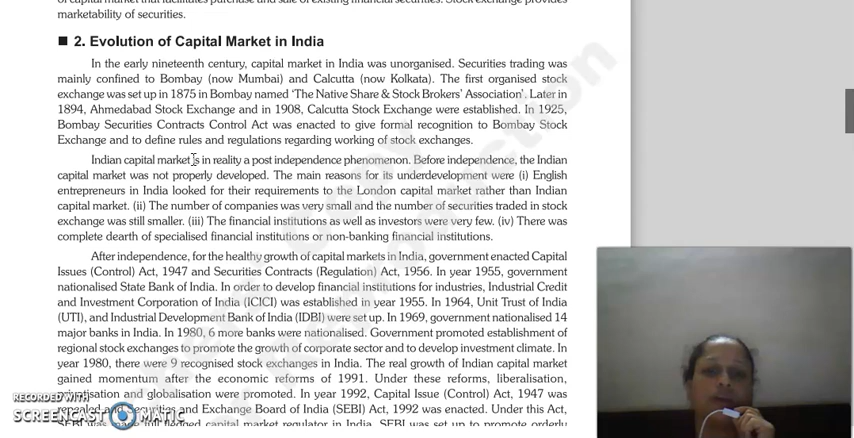 of capital market that facilitates purchase and sale of existing financial securities. Stock exchange provides
marketability of securities.
■ 2. Evolution of Capital Market in India
In the early nineteenth century, capital market in India was unorganised. Securities trading was
mainly confined to Bombay (now Mumbai) and Calcutta (now Kolkata). The first organised stock
exchange was set up in 1875 in Bombay named 'The Native Share & Stock Brokers' Association'. Later in
1894, Ahmedabad Stock Exchange and in 1908, Calcutta Stock Exchange were established. In 1925,
Bombay Securities Contracts Control Act was enacted to give formal recognition to Bombay Stock
Exchange and to define rules and regulations regarding working of stock exchanges.
Indian capital market is in reality a post independence phenomenon. Before independence, the Indian
capital market was not properly developed. The main reasons for its underdevelopment were (i) English
entrepreneurs in India looked for their requirements to the London capital market rather than Indian
capital market. (ii) The number of companies was very small and the number of securities traded in stock
exchange was still smaller. (iii) The financial institutions as well as investors were very few. (iv) There was
complete dearth of specialised financial institutions or non-banking financial institutions.
After independence, for the healthy growth of capital markets in India, government enacted Capital
Issues (Control) Act, 1947 and Securities Contracts (Regulation) Act, 1956. In year 1955, government
nationalised State Bank of India. In order to develop financial institutions for industries, Industrial Credit
and Investment Corporation of India (ICICI) was established in year 1955. In 1964, Unit Trust of India
(UTI), and Industrial Development Bank of India (IDBI) were set up. In 1969, government nationalised 14
major banks in India. In 1980, 6 more banks were nationalised. Government promoted establishment of
regional stock exchanges to promote the growth of corporate sector and to develop investment climate. In
year 1980, there were 9 recognised stock exchanges in India. The real growth of Indian capital market
gained momentum after the economic reforms of 1991. Under these reforms, liberalisation,
privatisation and globalisation were promoted. In year 1992, Capital Issue (Control) Act, 1947 was
repealed and Securities and Exchange Board of India (SEBI) Act, 1992 was enacted. Under this Act,
SEBI was made full fledged capital market regulator in India. SEBI was set up to promote orderly
RECORDED WITH
SCREENCAST MATIC